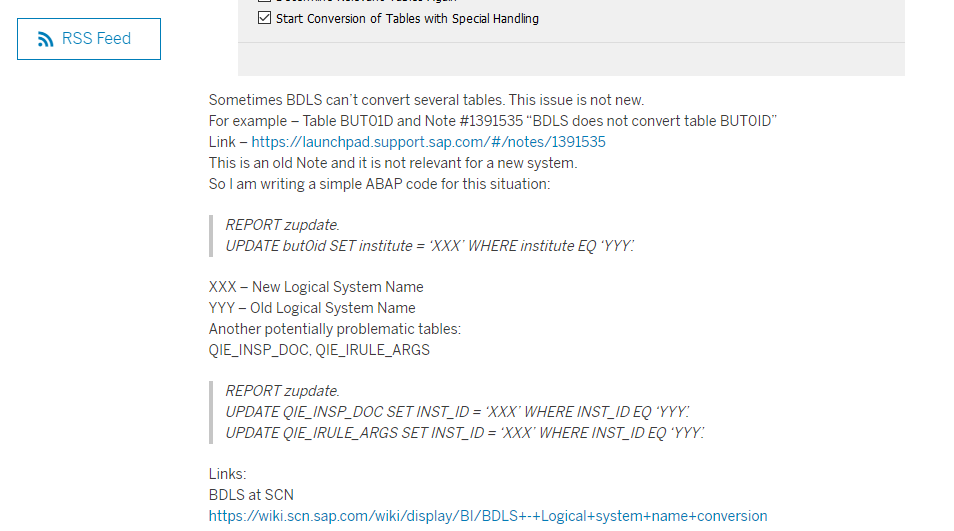 Start Conversion of Tables with Special Handling
RSS Feed
Sometimes BDLS can’t convert several tables. This issue is not new.
For example – Table BUT01D and Note #1391535 “BDLS does not convert table BUT0ID”
Link – https://launchpad.support.sap.com/#/notes/1391535
This is an old Note and it is not relevant for a new system.
So I am writing a simple ABAP code for this situation:
REPORT zupdate.
UPDATE but0id SET institute = ‘XXX’ WHERE institute EQ ‘YYY’.
XXX – New Logical System Name
YYY – Old Logical System Name
Another potentially problematic tables:
QIE_INSP_DOC, QIE_IRULE_ARGS
REPORT zupdate.
UPDATE QIE_INSP_DOC SET INST_ID = ‘XXX’ WHERE INST_ID EQ ‘YYY’.
UPDATE QIE_IRULE_ARGS SET INST_ID = ‘XXX’ WHERE INST_ID EQ ‘YYY’.
Links:
BDLS at SCN
https://wiki.scn.sap.com/wiki/display/BI/BDLS+-+Logical+system+name+conversion